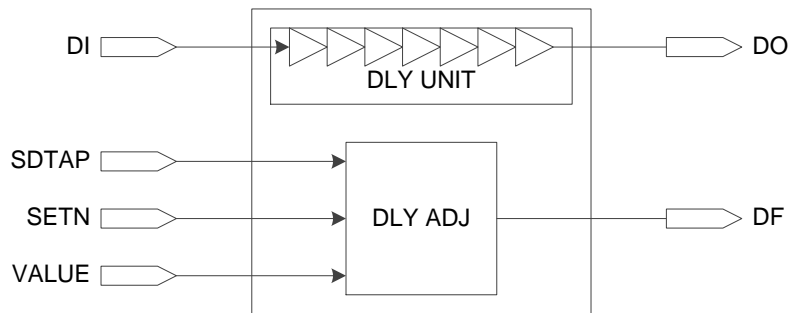 DI
DLY UNIT
DO
SDTAP
SETN
DLY ADJ
DF
VALUE